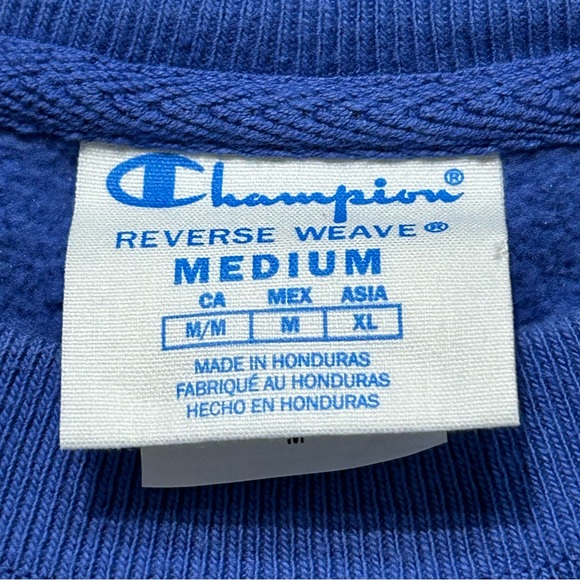 Champion®
REVERSE WEAVE®
MEDIUM
CA MEX ASIA
M/M M XL
MADE IN HONDURAS
FABRIQUÉ AU HONDURAS
HECHO EN HONDURAS